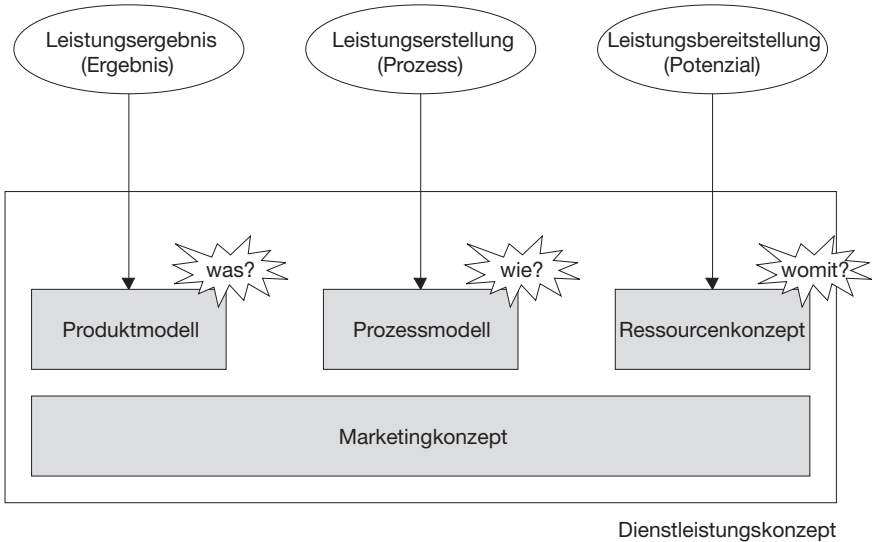 Leistungsergebnis
(Ergebnis)
Leistungserstellung
(Prozess)
Leistungsbereitstellung
(Potenzial)
was?
wie?
womit?
Produktmodell
Prozessmodell
Ressourcenkonzept
Marketingkonzept
Dienstleistungskonzept